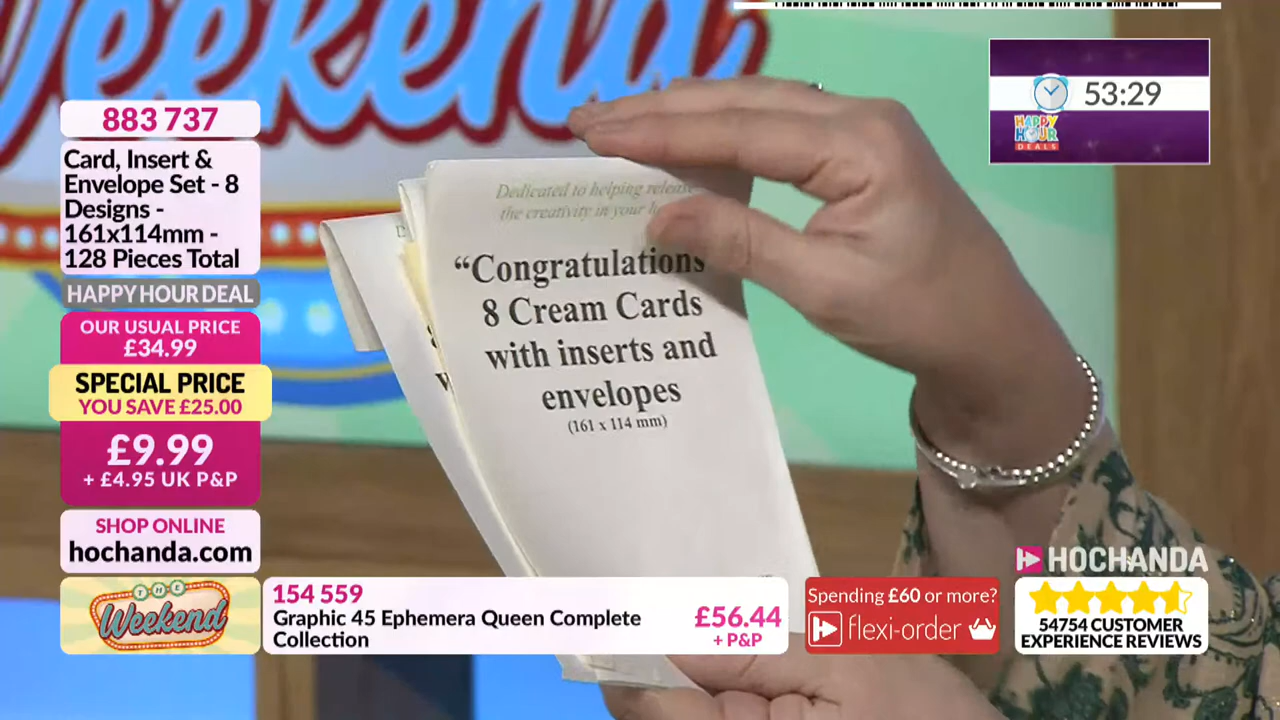 Weekend
883 737
Card, Insert &
Envelope Set - 8
Designs -
161x114mm -
128 Pieces Total
HAPPY HOUR DEAL
OUR USUAL PRICE
£34.99
SPECIAL PRICE
YOU SAVE £25.00
£9.99
+ £4.95 UK P&P
SHOP ONLINE
hochanda.com
THE
Weekend
53:29
HAPPY
HOUR
DEALS
Dedicated to helping release
the creativity in your
“Congratulations
8 Cream Cards
with inserts and
envelopes
(161 x 114 mm)
154 559
Graphic 45 Ephemera Queen Complete
Collection
£56.44
+ P&P
Spending £60 or more?
flexi-order
HOCHANDA
54754 CUSTOMER
EXPERIENCE REVIEWS